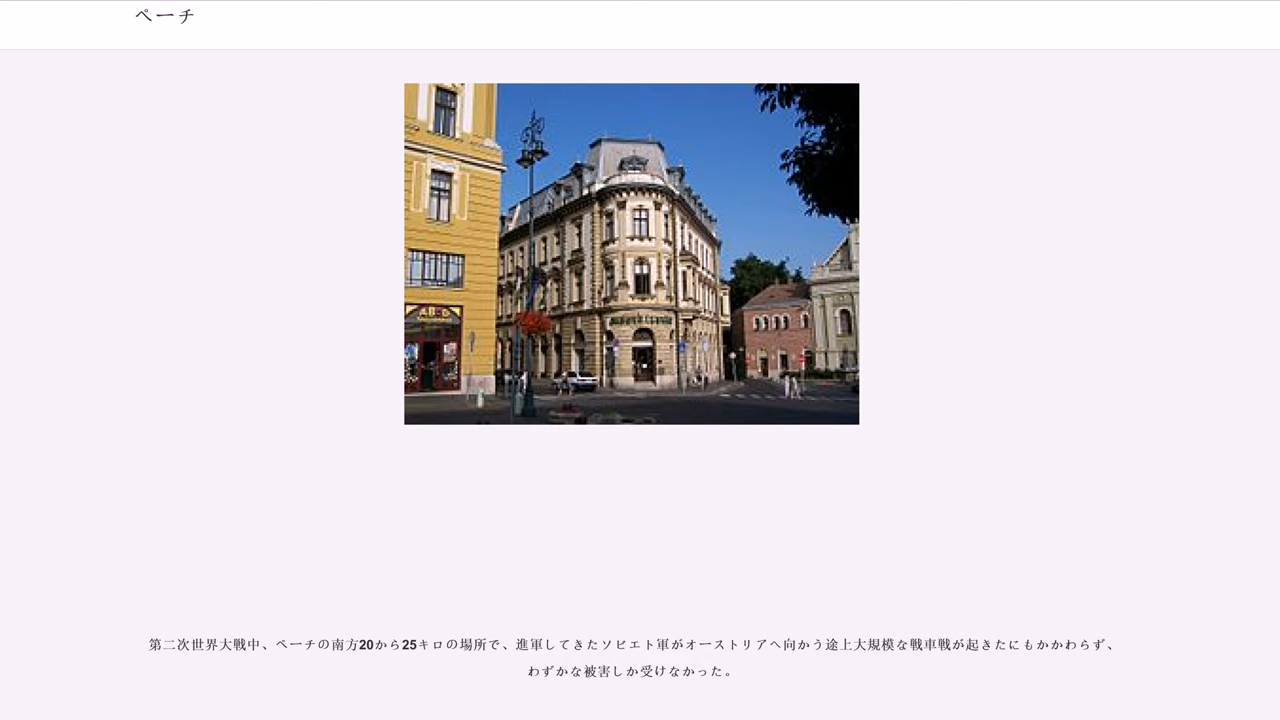 ペーチ
第二次世界大戦中、ペーチの南方20から25キロの場所で、進軍してきたソビエト軍がオーストリアへ向かう途上大規模な戦車戦が起きたにもかかわらず、
わずかな被害しか受けなかった。